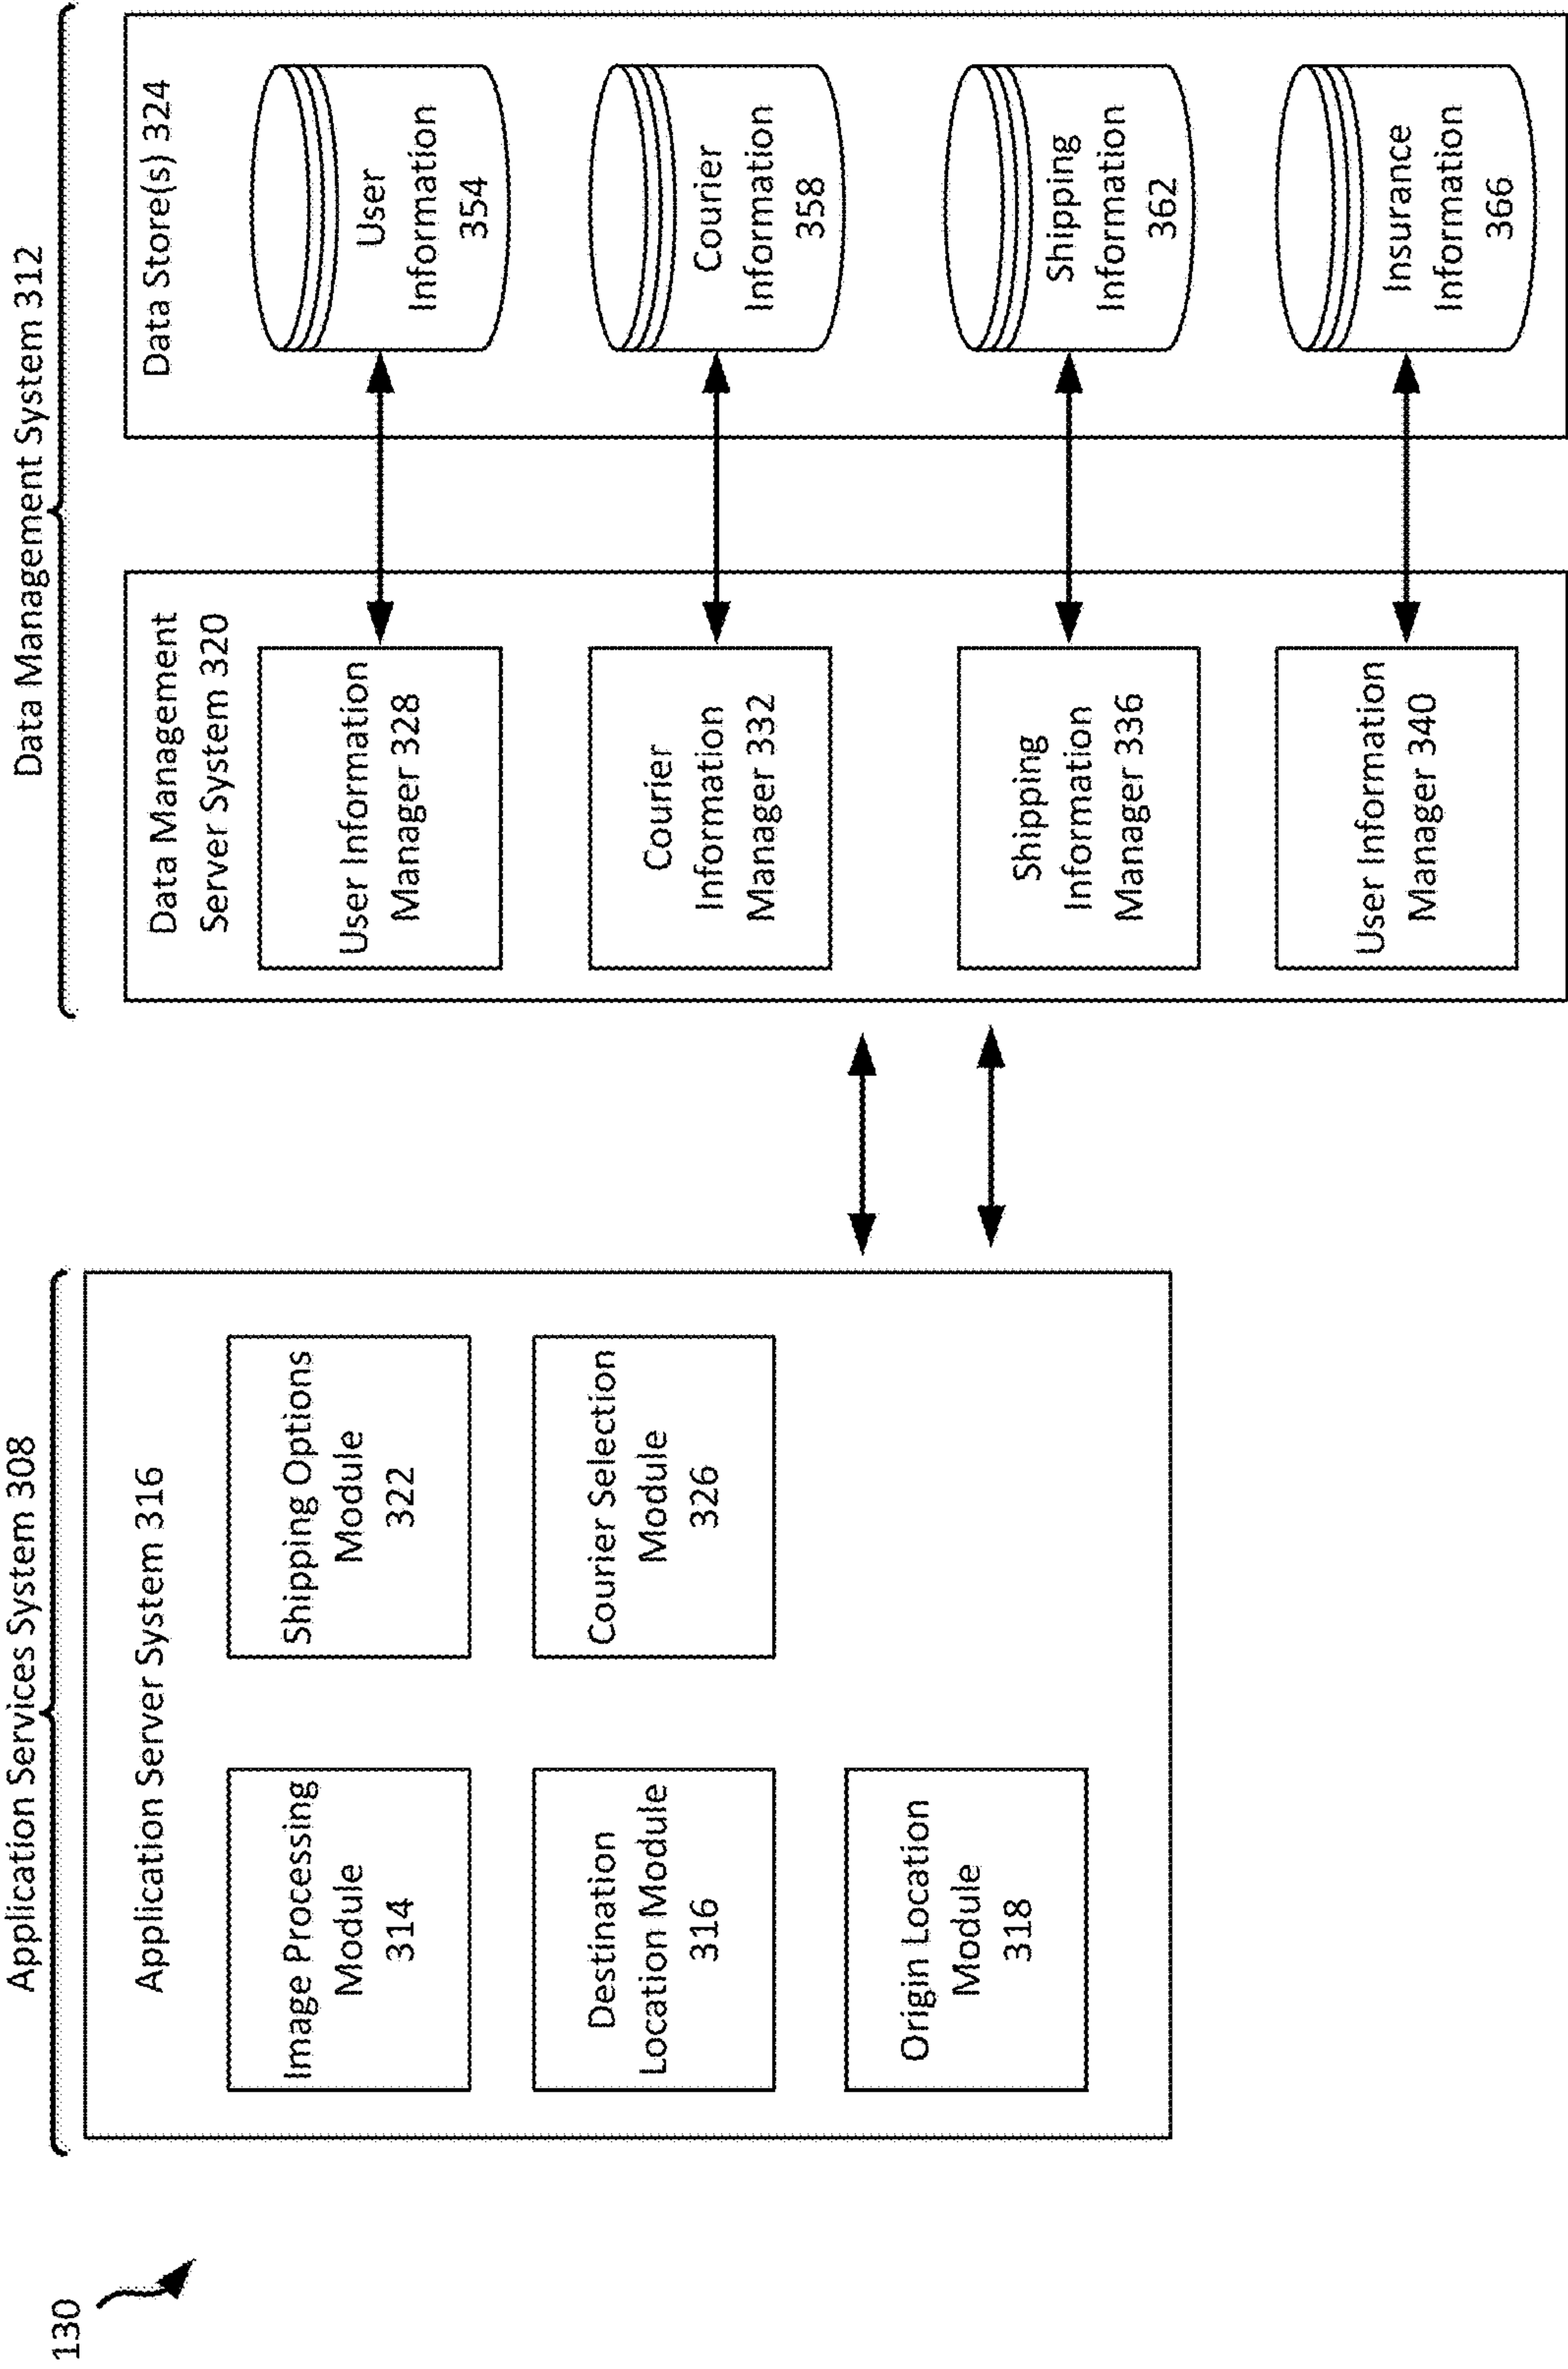 130
Application Services System 308
Application Server System 316
Image Processing
Module
314
Shipping Options
Module
322
Destination
Location Module
316
Courier Selection
Module
326
Origin Location
Module
318
Data Management System 312
Data Management
Server System 320
User Information
Manager 328
Courier
Information
Manager 332
Shipping
Information
Manager 336
User Information
Manager 340
Data Store(s) 324
User
Information
354
Courier
Information
358
Shipping
Information
362
Insurance
Information
366